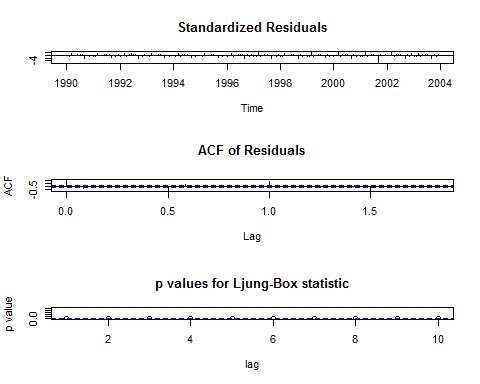 Standardized Residuals
-4
1990 1992 1994 1996 1998 2000 2002 2004
Time
ACF of Residuals
ACF
-0.5
0.0 0.5 1.0 1.5
Lag
p values for Ljung-Box statistic
p value
0.0
2 4 6 8 10
lag